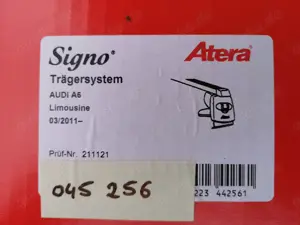 Signo®
Atera®
Trägersystem
AUDI A6
Limousine
03/2011–
Prüf-Nr. 211121
045 256
223 442561